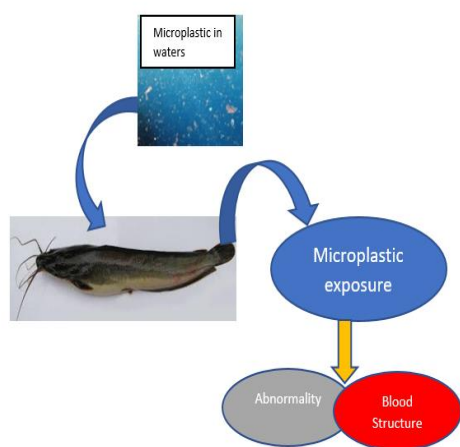 Microplastic in
waters
Microplastic
exposure
Abnormality
Blood
Structure